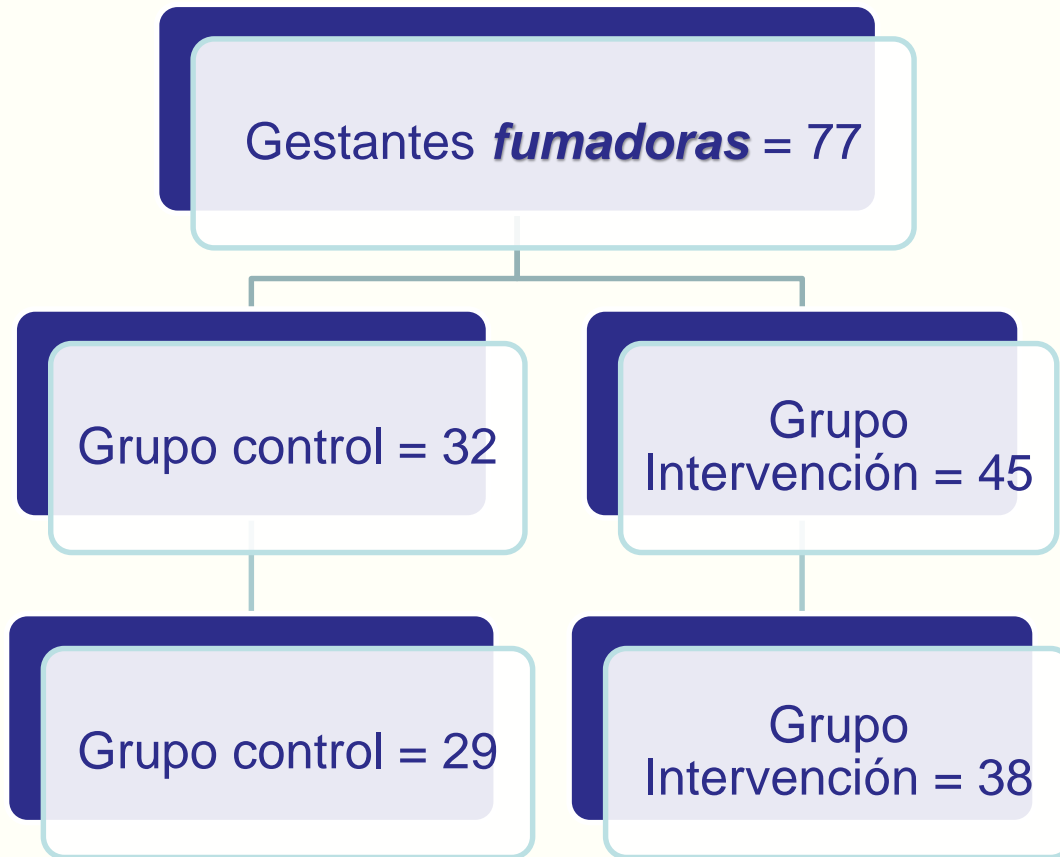 Gestantes fumadoras = 77
Grupo control = 32
Grupo
Intervención = 45
Grupo control = 29
Grupo
Intervención = 38